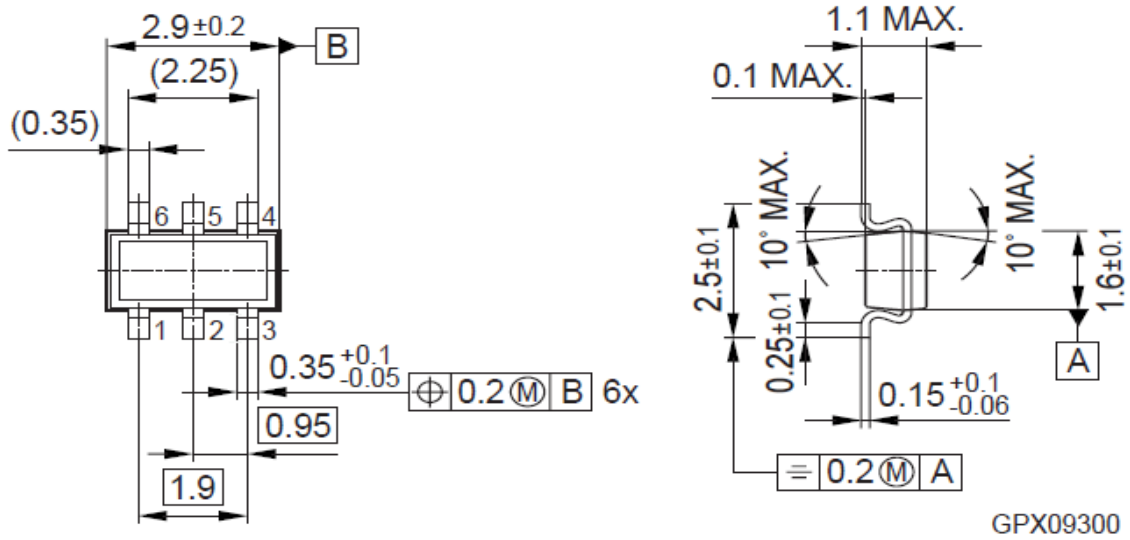 2.9±0.2
B
(2.25)
(0.35)
6 5 4
1 2 3
0.35 +0.1 -0.05
⌖ 0.2 Ⓜ B 6x
0.95
1.9
1.1 MAX.
0.1 MAX.
10° MAX.
10° MAX.
2.5±0.1
1.6±0.1
0.25±0.1
A
0.15 +0.1 -0.06
⌯ 0.2 Ⓜ A
GPX09300